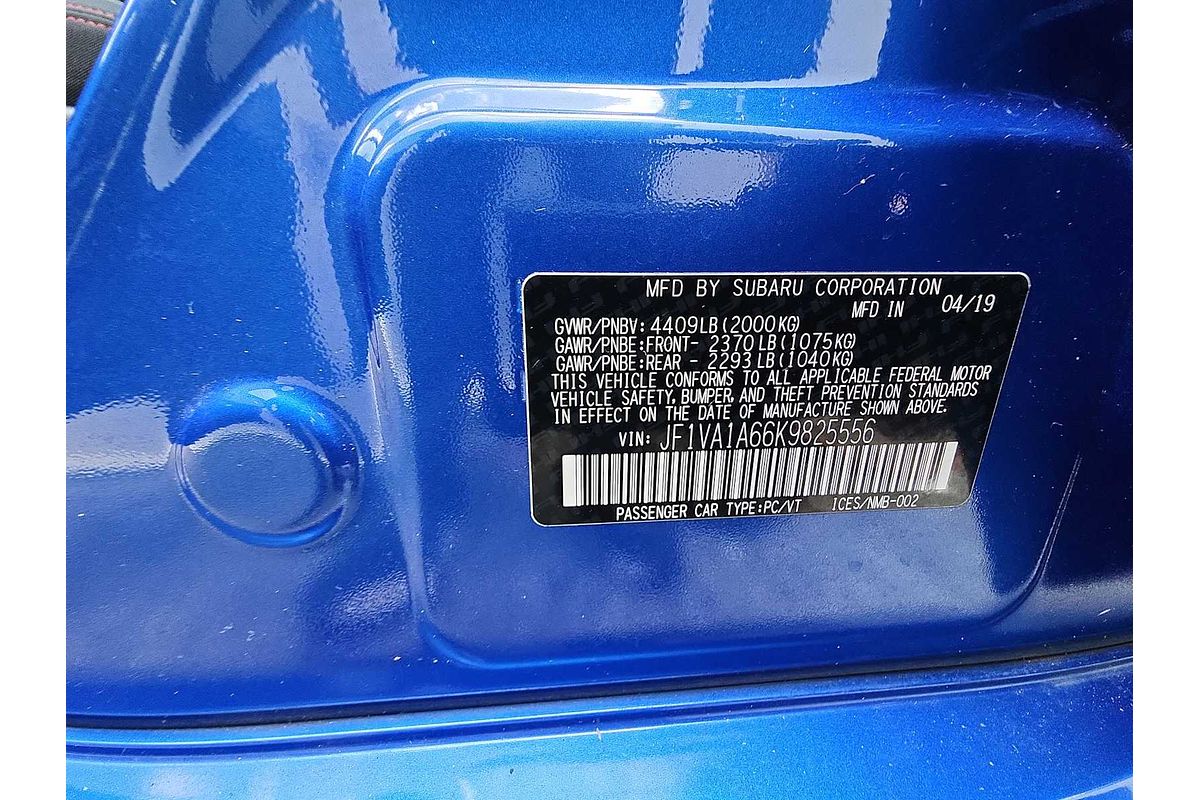 MFD BY SUBARU CORPORATION
MFD IN 04/19
GVWR/PNBV: 4409LB(2000KG)
GAWR/PNBE:FRONT- 2370LB(1075KG)
GAWR/PNBE:REAR - 2293LB(1040KG)
THIS VEHICLE CONFORMS TO ALL APPLICABLE FEDERAL MOTOR
VEHICLE SAFETY, BUMPER, AND THEFT PREVENTION STANDARDS
IN EFFECT ON THE DATE OF MANUFACTURE SHOWN ABOVE.
VIN: JF1VA1A66K9825556
PASSENGER CAR TYPE:PC/VT ICES/NMB-002